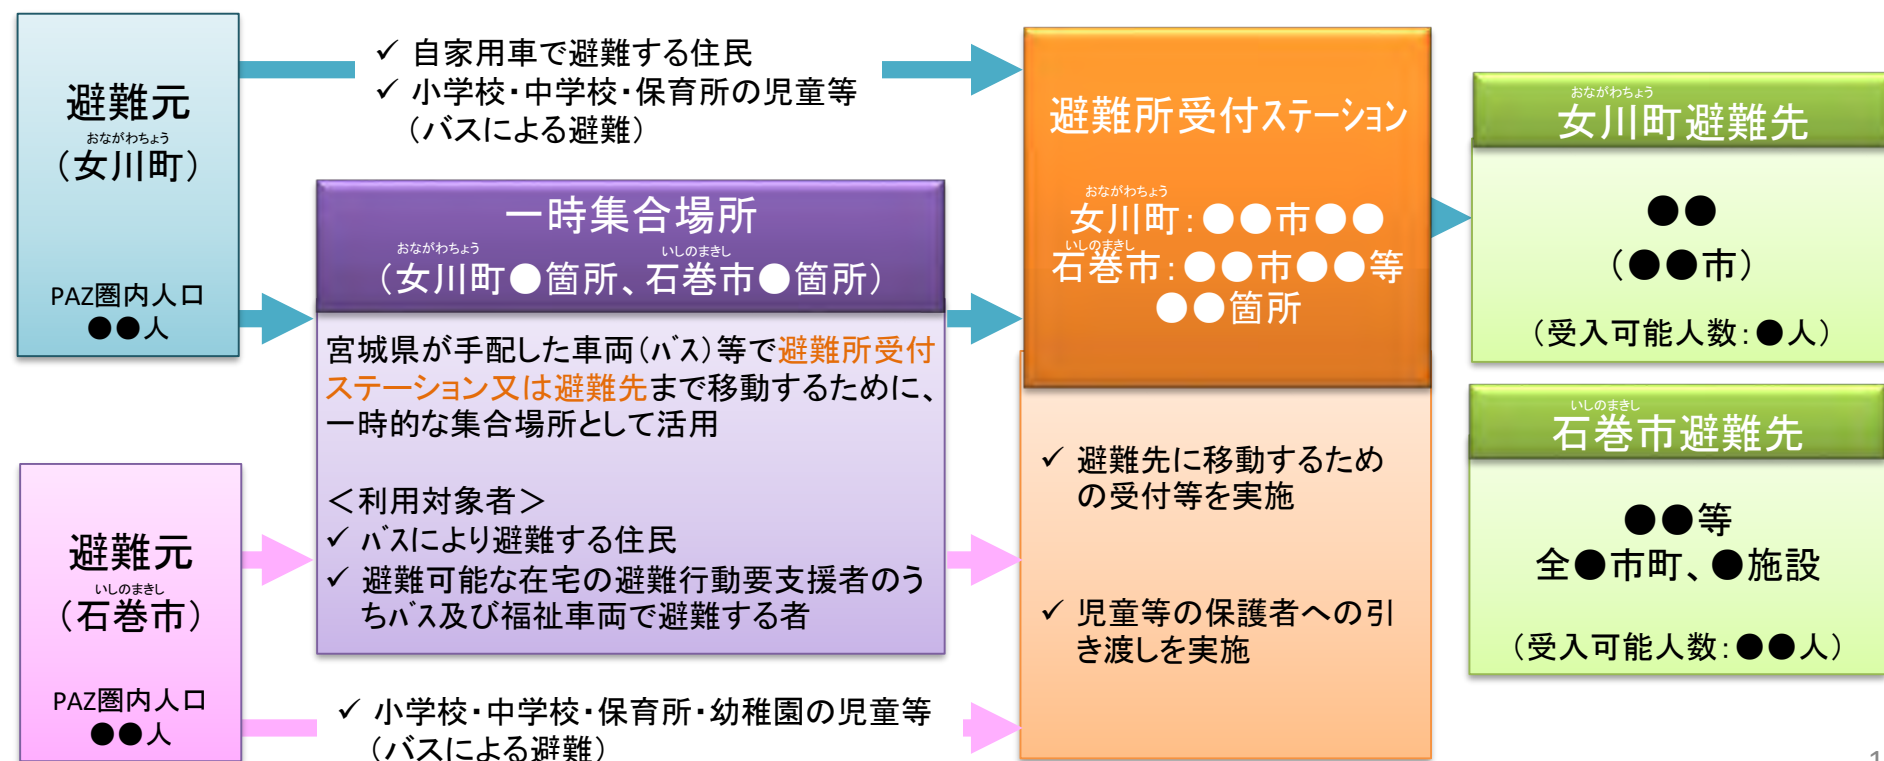 避難元
おながわちょう
（女川町）
PAZ圏内人口
●●人
✓ 自家用車で避難する住民
✓ 小学校・中学校・保育所の児童等
（バスによる避難）
一時集合場所
おながわちょう いしのまきし
（女川町●箇所、石巻市●箇所）
宮城県が手配した車両（バス）等で避難所受付
ステーション又は避難先まで移動するために、
一時的な集合場所として活用
＜利用対象者＞
✓ バスにより避難する住民
✓ 避難可能な在宅の避難行動要支援者のう
ちバス及び福祉車両で避難する者
避難元
いしのまきし
（石巻市）
PAZ圏内人口
●●人
✓ 小学校・中学校・保育所・幼稚園の児童等
（バスによる避難）
避難所受付ステーション
おながわちょう
女川町：●●市●●
いしのまきし
石巻市：●●市●●等
●●箇所
✓ 避難先に移動するため
の受付等を実施
✓ 児童等の保護者への引
き渡しを実施
おながわちょう
女川町避難先
●●
（●●市）
（受入可能人数：●人）
いしのまきし
石巻市避難先
●●等
全●市町、●施設
（受入可能人数：●●人）
1